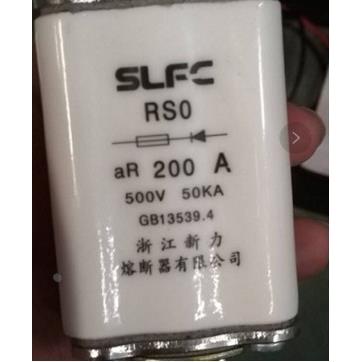 SLFC
RS0
aR 200 A
500V 50KA
GB13539.4
浙江新力
熔断器有限公司